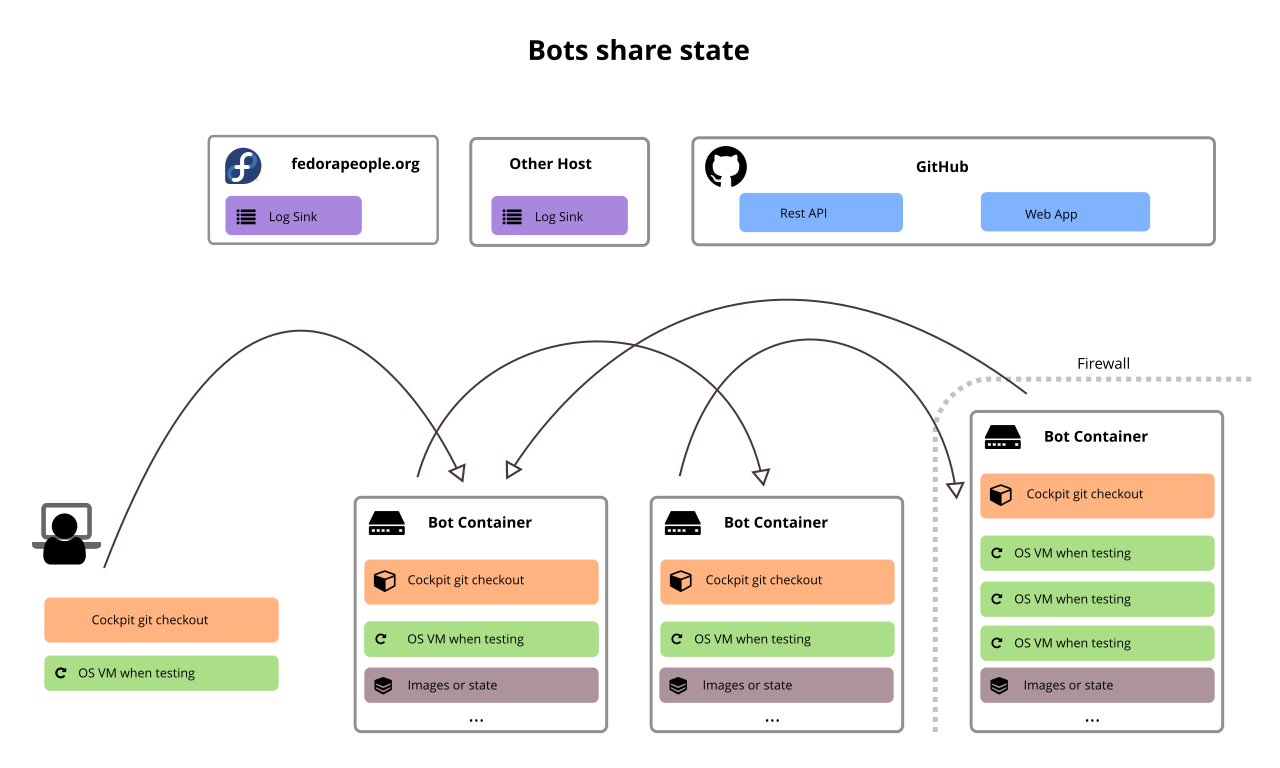 Bots share state
fedorapeople.org
Log Sink
Other Host
Log Sink
GitHub
Rest API
Web App
Firewall
Cockpit git checkout
OS VM when testing
Bot Container
Cockpit git checkout
OS VM when testing
Images or state
...
Bot Container
Cockpit git checkout
OS VM when testing
Images or state
...
Bot Container
Cockpit git checkout
OS VM when testing
OS VM when testing
OS VM when testing
Images or state
...